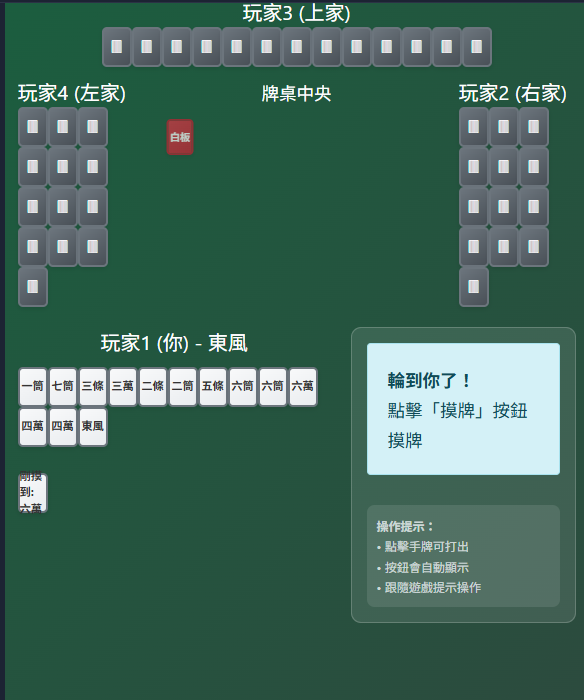 玩家3 (上家)
玩家4 (左家)
牌桌中央
玩家2 (右家)
白板
玩家1 (你) - 東風
一筒 七筒 三條 三萬 二條 二筒 五條 六筒 六筒 六萬
四萬 四萬 東風
剛摸
到:
六萬
輪到你了！
點擊「摸牌」按鈕
摸牌
操作提示：
• 點擊手牌可打出
• 按鈕會自動顯示
• 跟隨遊戲提示操作